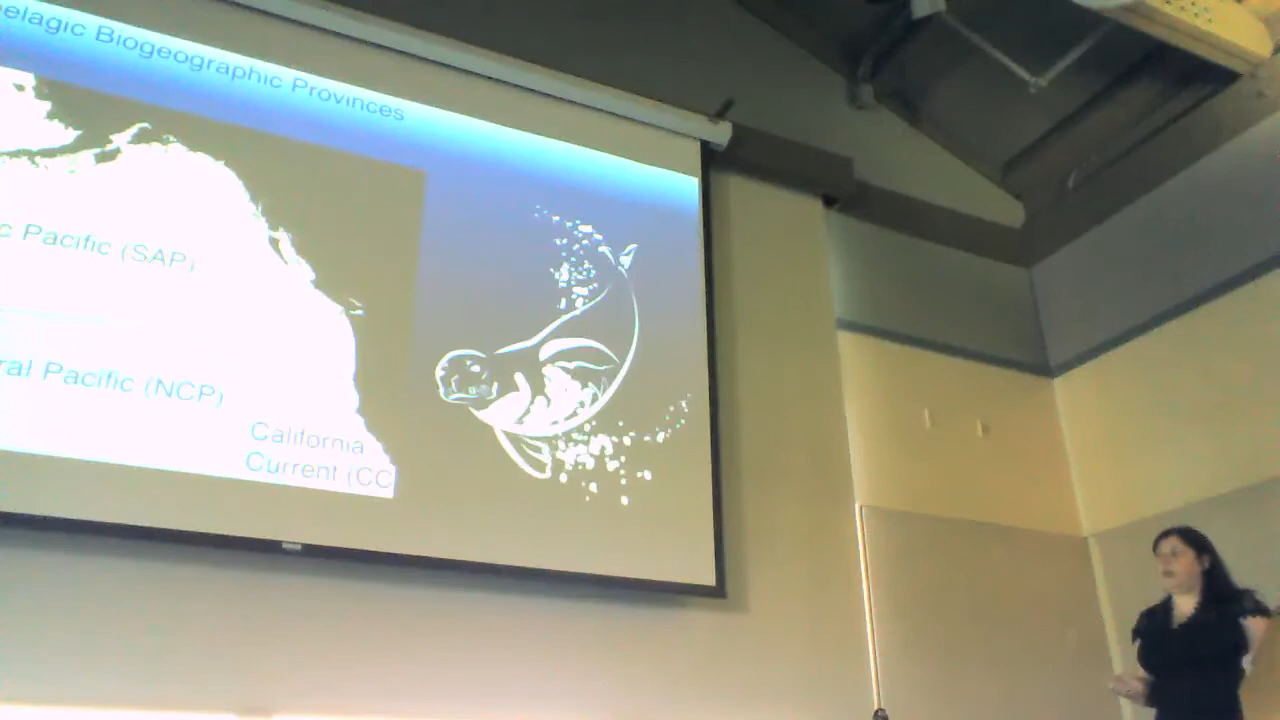 elagic Biogeographic Provinces
c Pacific (SAP)
ral Pacific (NCP)
California
Current (CC